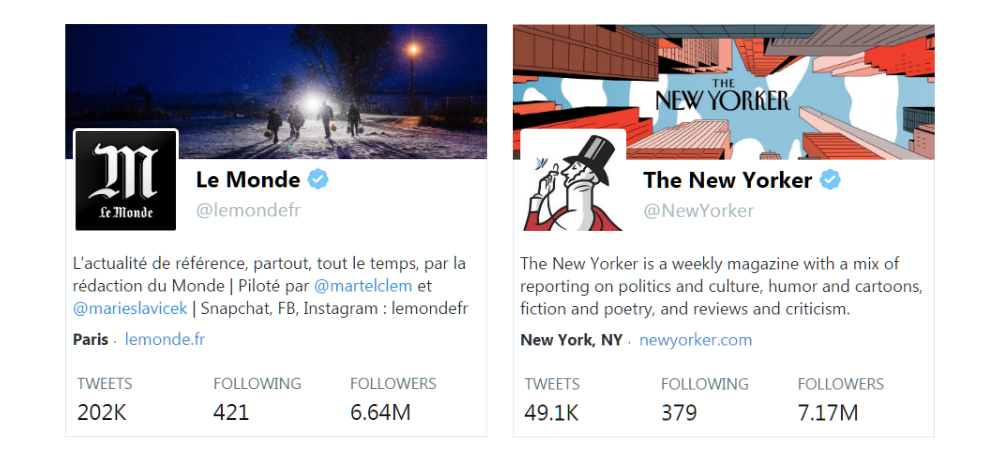 M
Le Monde
Le Monde
@lemondefr
L'actualité de référence, partout, tout le temps, par la
rédaction du Monde | Piloté par @martelclem et
@marieslavicek | Snapchat, FB, Instagram : lemondefr
Paris · lemonde.fr
TWEETS FOLLOWING FOLLOWERS
202K 421 6.64M
THE
NEW YORKER
The New Yorker
@NewYorker
The New Yorker is a weekly magazine with a mix of
reporting on politics and culture, humor and cartoons,
fiction and poetry, and reviews and criticism.
New York, NY · newyorker.com
TWEETS FOLLOWING FOLLOWERS
49.1K 379 7.17M